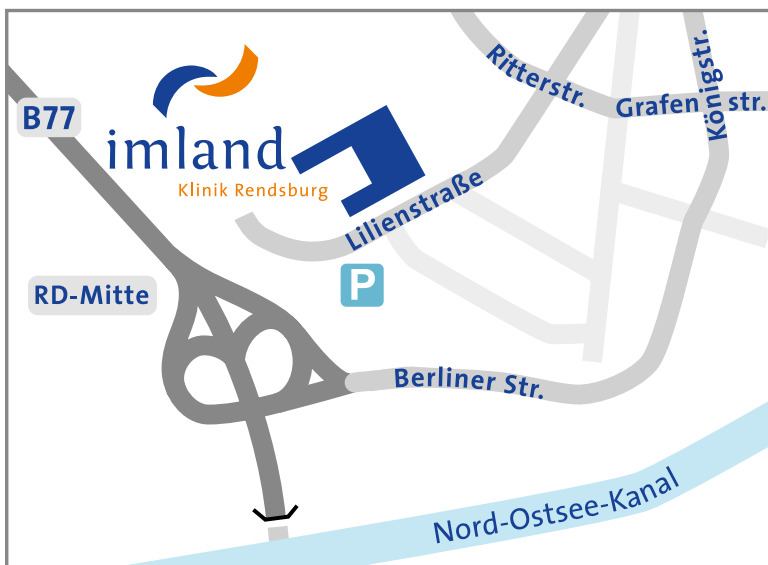 Ritterstr.
Königstr.
Grafen str.
B77
imland
Klinik Rendsburg
Lilienstraße
P
RD-Mitte
Berliner Str.
Nord-Ostsee-Kanal